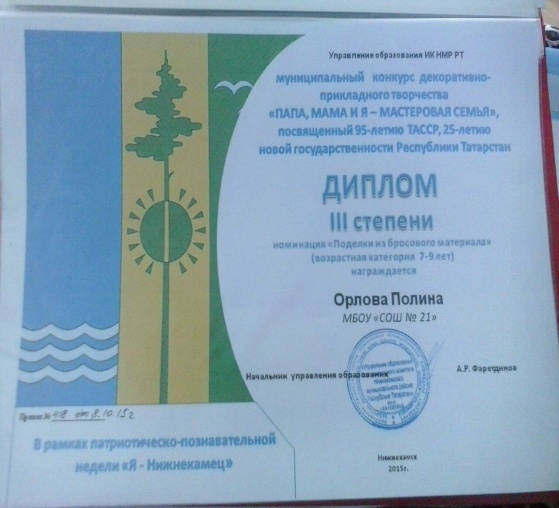 Управление образования ИК НМР РТ
муниципальный конкурс декоративно-
прикладного творчества
«ПАПА, МАМА И Я – МАСТЕРОВАЯ СЕМЬЯ»,
посвященный 95-летию ТАССР, 25-летию
новой государственности Республики Татарстан
ДИПЛОМ
III степени
номинация «Поделки из бросового материала»
(возрастная категория 7-9 лет)
награждается
Орлова Полина
МБОУ «СОШ № 21»
Начальник управления образования
А.Р. Фаретдинов
Приказ № 418 от 8.10.15 г
В рамках патриотическо-познавательной
недели «Я - Нижнекамец»
Нижнекамск
2015г.